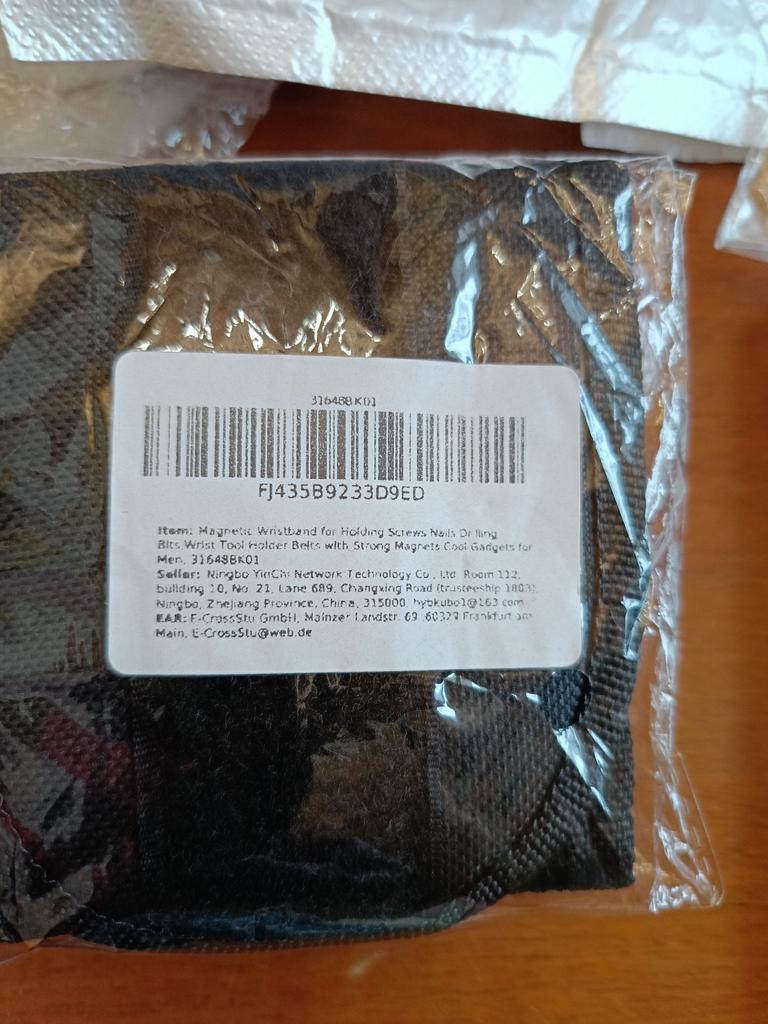 31648BK01
FJ435B9233D9ED
Item: Magnetic Wristband for Holding Screws Nails Drilling
Bits,Wrist Tool Holder Belts with Strong Magnets Cool Gadgets for
Men, 31648BK01
Seller: Ningbo YinChi Network Technology Co., Ltd. Room 112,
building 10, No. 21, Lane 689, Changxing Road (trusteeship 1803),
Ningbo, Zhejiang Province, China, 315000, hybkubo1@163.com
EAR: E-CrossStu GmbH, Mainzer Landstr. 69,60329 Frankfurt am
Main, E-CrossStu@web.de